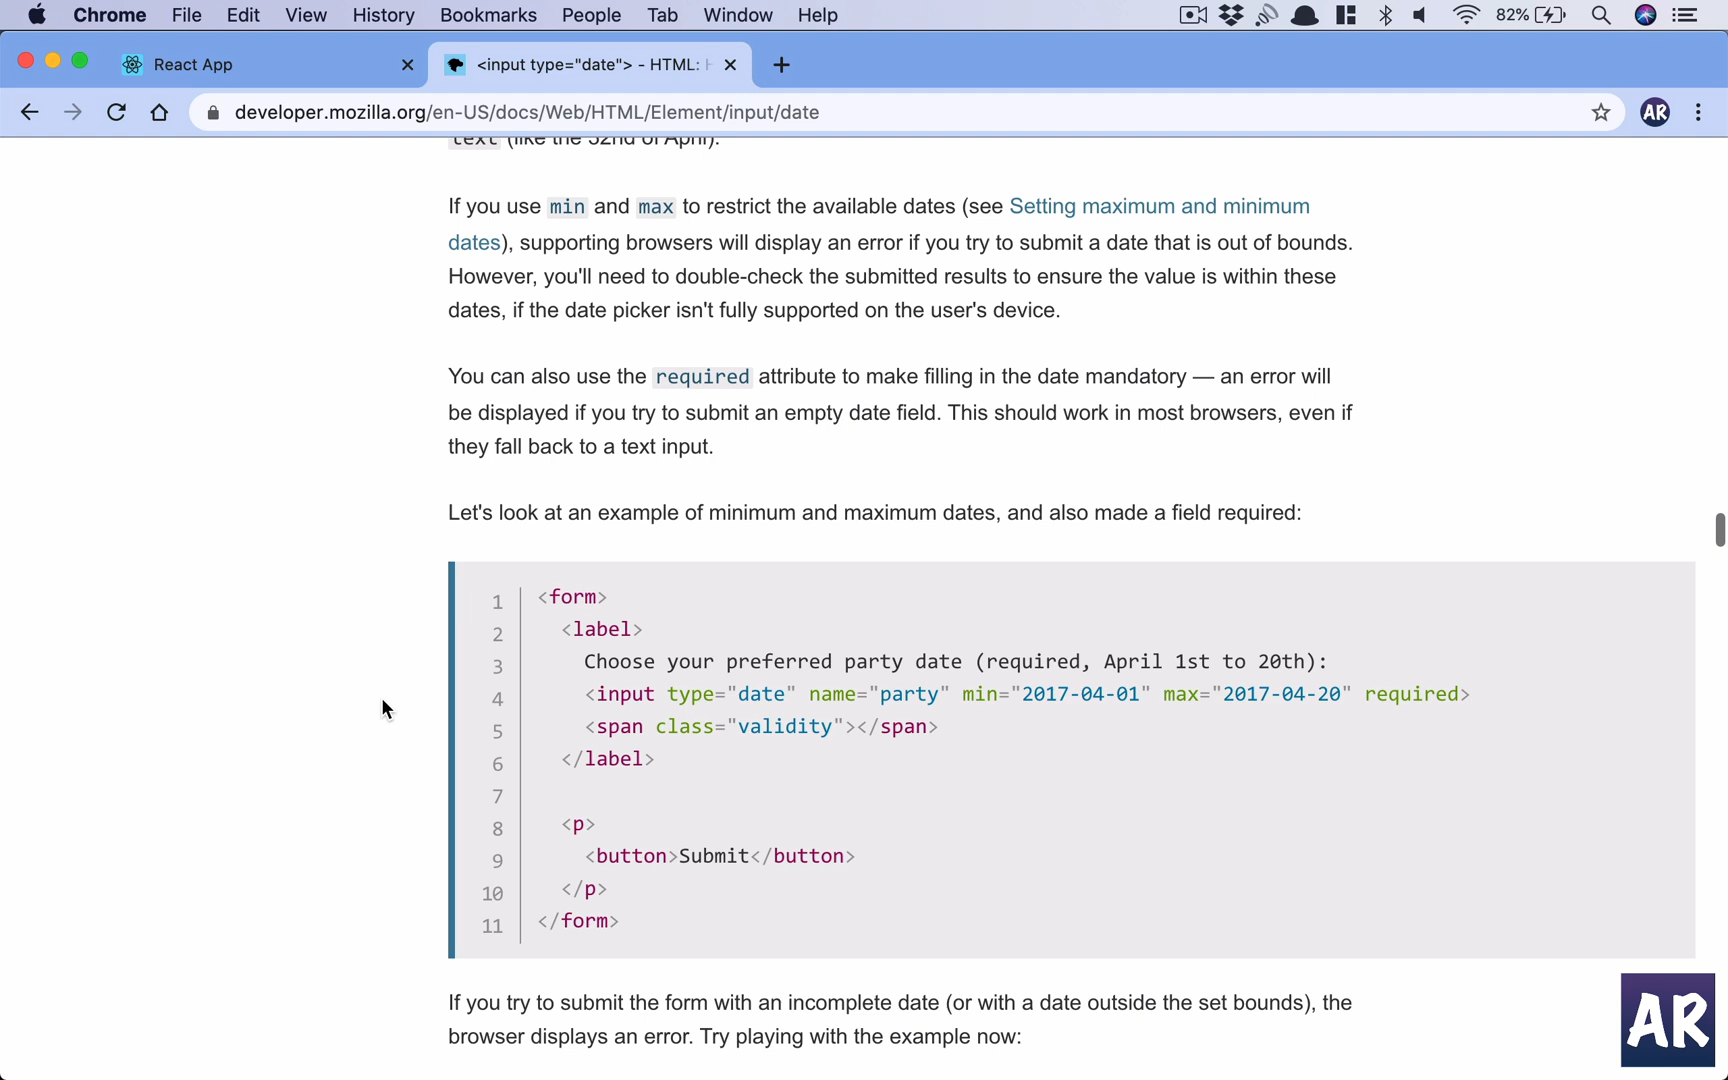 Chrome File Edit View History Bookmarks People Tab Window Help 82%
React App
<input type="date"> - HTML: H
developer.mozilla.org/en-US/docs/Web/HTML/Element/input/date
AR
text (like the 32nd of April).
If you use min and max to restrict the available dates (see Setting maximum and minimum
dates), supporting browsers will display an error if you try to submit a date that is out of bounds.
However, you'll need to double-check the submitted results to ensure the value is within these
dates, if the date picker isn't fully supported on the user's device.
You can also use the required attribute to make filling in the date mandatory — an error will
be displayed if you try to submit an empty date field. This should work in most browsers, even if
they fall back to a text input.
Let's look at an example of minimum and maximum dates, and also made a field required:
1 <form>
2 <label>
3 Choose your preferred party date (required, April 1st to 20th):
4 <input type="date" name="party" min="2017-04-01" max="2017-04-20" required>
5 <span class="validity"></span>
6 </label>
7
8 <p>
9 <button>Submit</button>
10 </p>
11 </form>
If you try to submit the form with an incomplete date (or with a date outside the set bounds), the
browser displays an error. Try playing with the example now:
AR